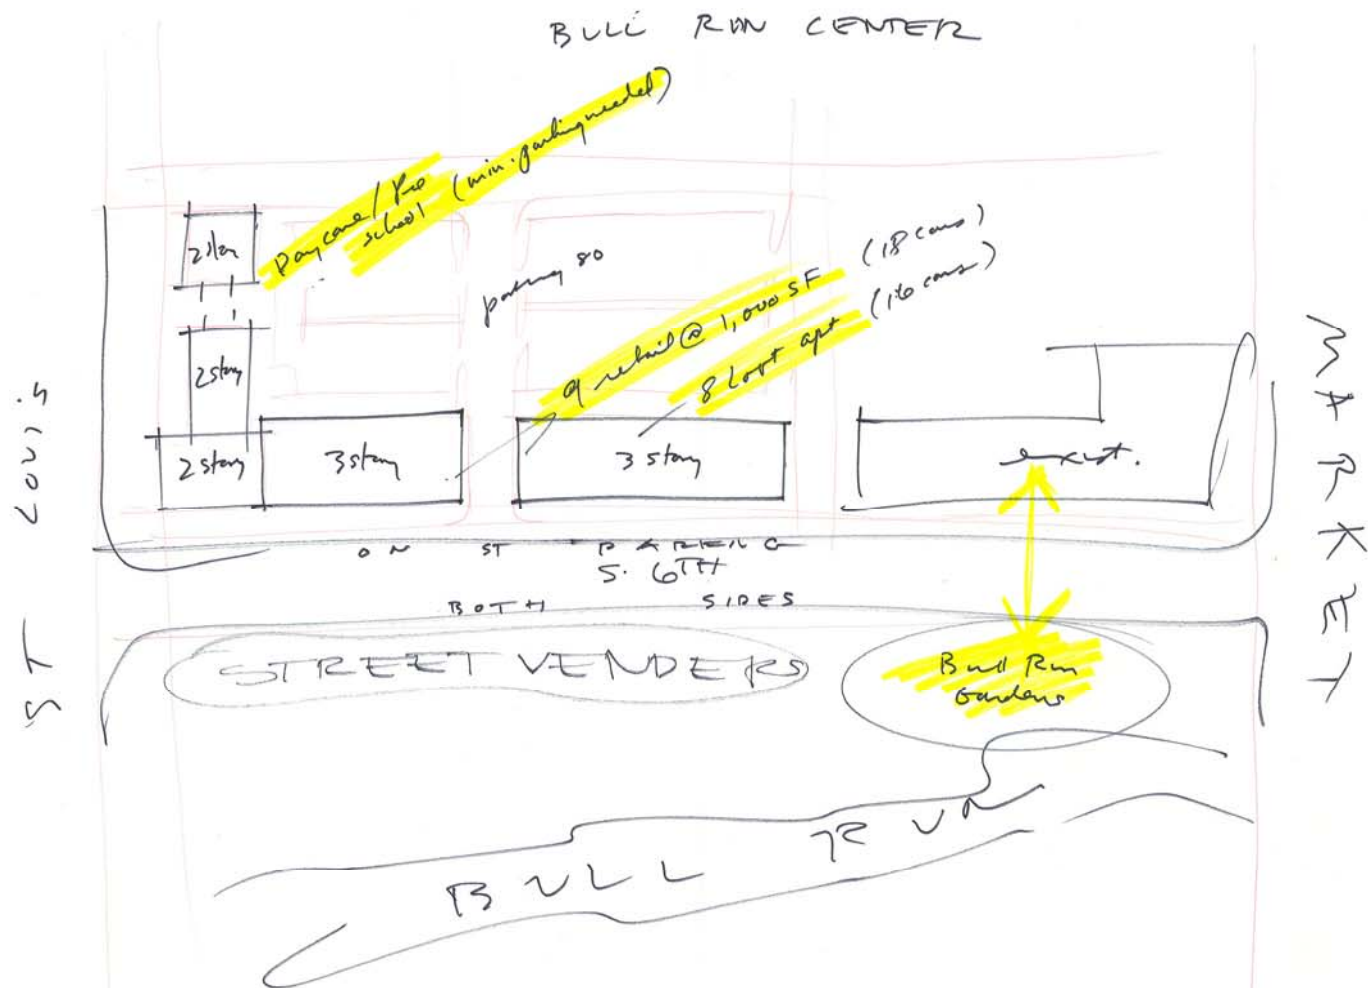 BULL RUN CENTER
Daycare/Pre
school (min. parking needed)
2 story
parking 80
9 retail @ 1,000 SF (18 cars)
8 Loft apt (16 cars)
2 story
2 story
3 story
3 story
exist.
ST LOUIS
MARKET
ON ST PARKING
S. 6TH
BOTH SIDES
STREET VENDERS
Bull Run
Gardens
BULL RUN